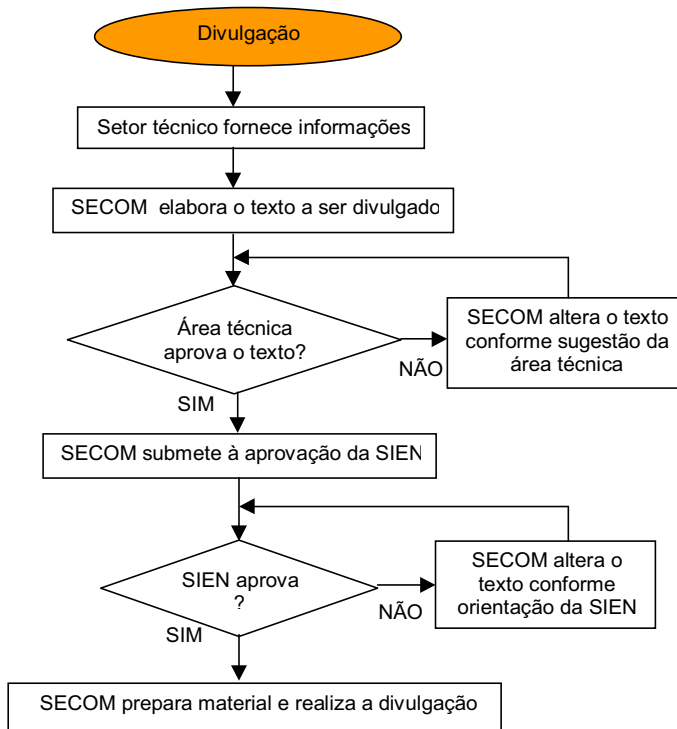 Divulgação
Setor técnico fornece informações
SECOM elabora o texto a ser divulgado
Área técnica
aprova o texto?
NÃO
SECOM altera o texto
conforme sugestão da
área técnica
SIM
SECOM submete à aprovação da SIEN
SIEN aprova
?
NÃO
SECOM altera o
texto conforme
orientação da SIEN
SIM
SECOM prepara material e realiza a divulgação